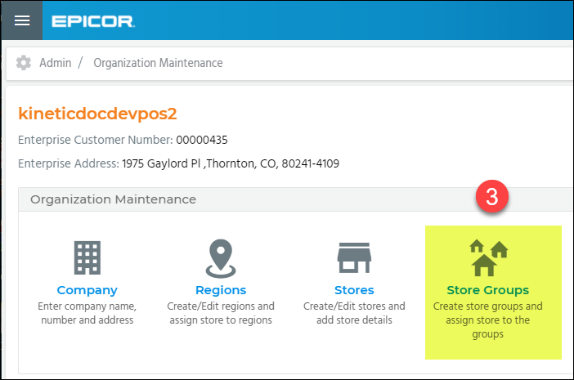 EPICOR
Admin / Organization Maintenance
kineticdocdevpos2
Enterprise Customer Number: 00000435
Enterprise Address: 1975 Gaylord Pl ,Thornton, CO, 80241-4109
Organization Maintenance
3
Company
Enter company name,
number and address
Regions
Create/Edit regions and
assign store to regions
Stores
Create/Edit stores and
add store details
Store Groups
Create store groups and
assign store to the
groups